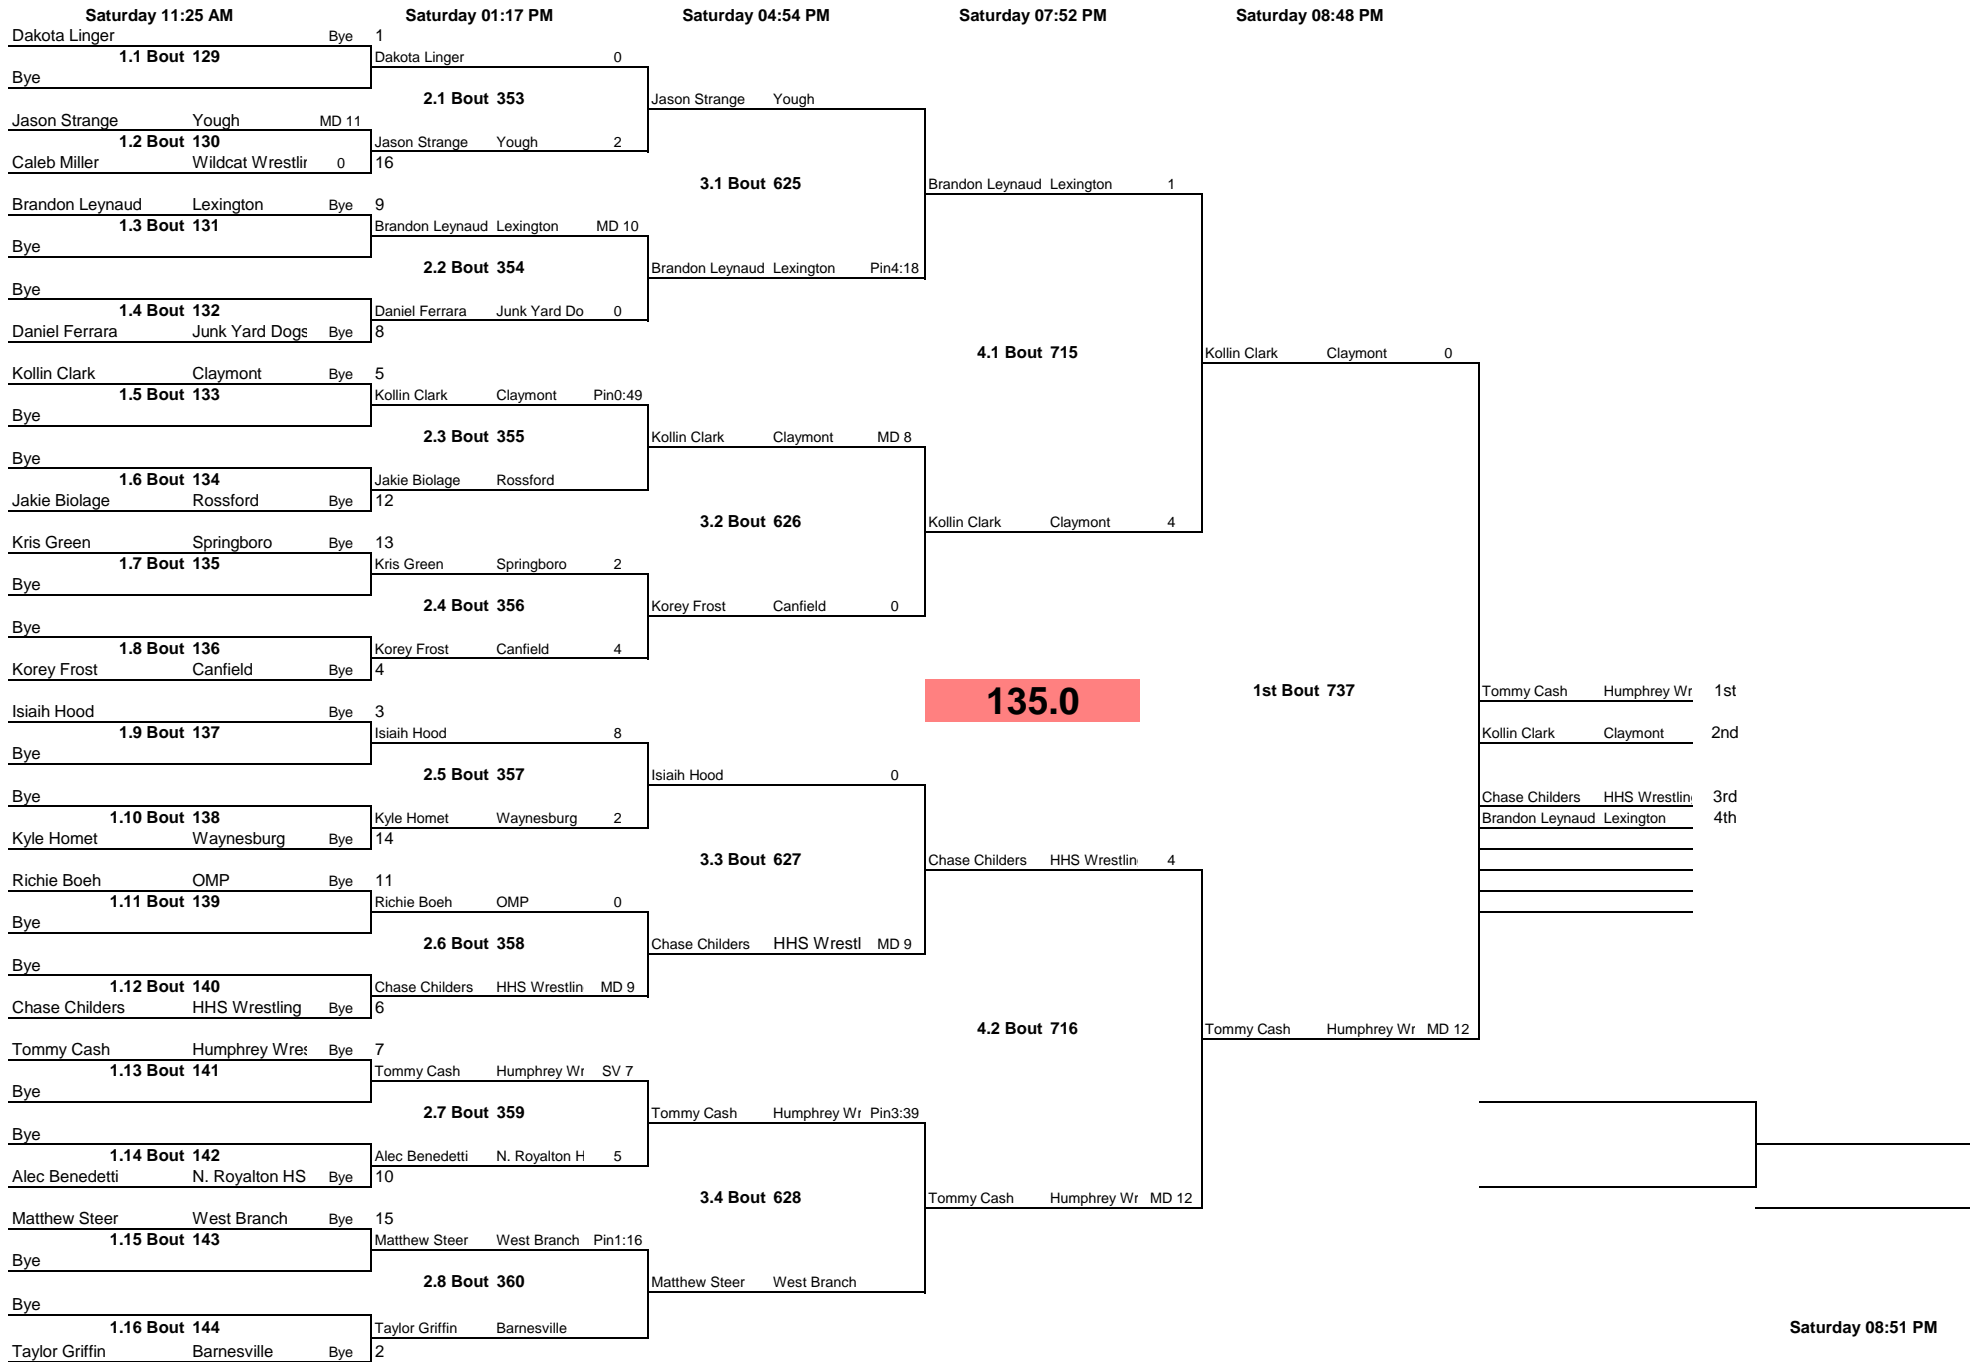 Saturday 11:25 AM Saturday 01:17 PM Saturday 04:54 PM Saturday 07:52 PM Saturday 08:48 PM
Dakota Linger Bye 1
1.1 Bout 129 Dakota Linger 0
Bye
2.1 Bout 353 Jason Strange Yough
Jason Strange Yough MD 11
1.2 Bout 130 Jason Strange Yough 2
Caleb Miller Wildcat Wrestlir 0 16
3.1 Bout 625 Brandon Leynaud Lexington 1
Brandon Leynaud Lexington Bye 9
1.3 Bout 131 Brandon Leynaud Lexington MD 10
Bye
2.2 Bout 354 Brandon Leynaud Lexington Pin4:18
Bye
1.4 Bout 132 Daniel Ferrara Junk Yard Do 0
Daniel Ferrara Junk Yard Dogs Bye 8
4.1 Bout 715 Kollin Clark Claymont 0
Kollin Clark Claymont Bye 5
1.5 Bout 133 Kollin Clark Claymont Pin0:49
Bye
2.3 Bout 355 Kollin Clark Claymont MD 8
Bye
1.6 Bout 134 Jakie Biolage Rossford
Jakie Biolage Rossford Bye 12
3.2 Bout 626 Kollin Clark Claymont 4
Kris Green Springboro Bye 13
1.7 Bout 135 Kris Green Springboro 2
Bye
2.4 Bout 356 Korey Frost Canfield 0
Bye
1.8 Bout 136 Korey Frost Canfield 4
Korey Frost Canfield Bye 4
135.0 1st Bout 737 Tommy Cash Humphrey Wr 1st
Isiaih Hood Bye 3
1.9 Bout 137 Isiaih Hood 8 Kollin Clark Claymont 2nd
Bye
2.5 Bout 357 Isiaih Hood 0
Bye Chase Childers HHS Wrestlin 3rd
1.10 Bout 138 Kyle Homet Waynesburg 2 Brandon Leynaud Lexington 4th
Kyle Homet Waynesburg Bye 14
3.3 Bout 627 Chase Childers HHS Wrestlin 4
Richie Boeh OMP Bye 11
1.11 Bout 139 Richie Boeh OMP 0
Bye
2.6 Bout 358 Chase Childers HHS Wrestl MD 9
Bye
1.12 Bout 140 Chase Childers HHS Wrestlin MD 9
Chase Childers HHS Wrestling Bye 6
4.2 Bout 716 Tommy Cash Humphrey Wr MD 12
Tommy Cash Humphrey Wres Bye 7
1.13 Bout 141 Tommy Cash Humphrey Wr SV 7
Bye
2.7 Bout 359 Tommy Cash Humphrey Wr Pin3:39
Bye
1.14 Bout 142 Alec Benedetti N. Royalton H 5
Alec Benedetti N. Royalton HS Bye 10
3.4 Bout 628 Tommy Cash Humphrey Wr MD 12
Matthew Steer West Branch Bye 15
1.15 Bout 143 Matthew Steer West Branch Pin1:16
Bye
2.8 Bout 360 Matthew Steer West Branch
Bye
1.16 Bout 144 Taylor Griffin Barnesville Saturday 08:51 PM
Taylor Griffin Barnesville Bye 2